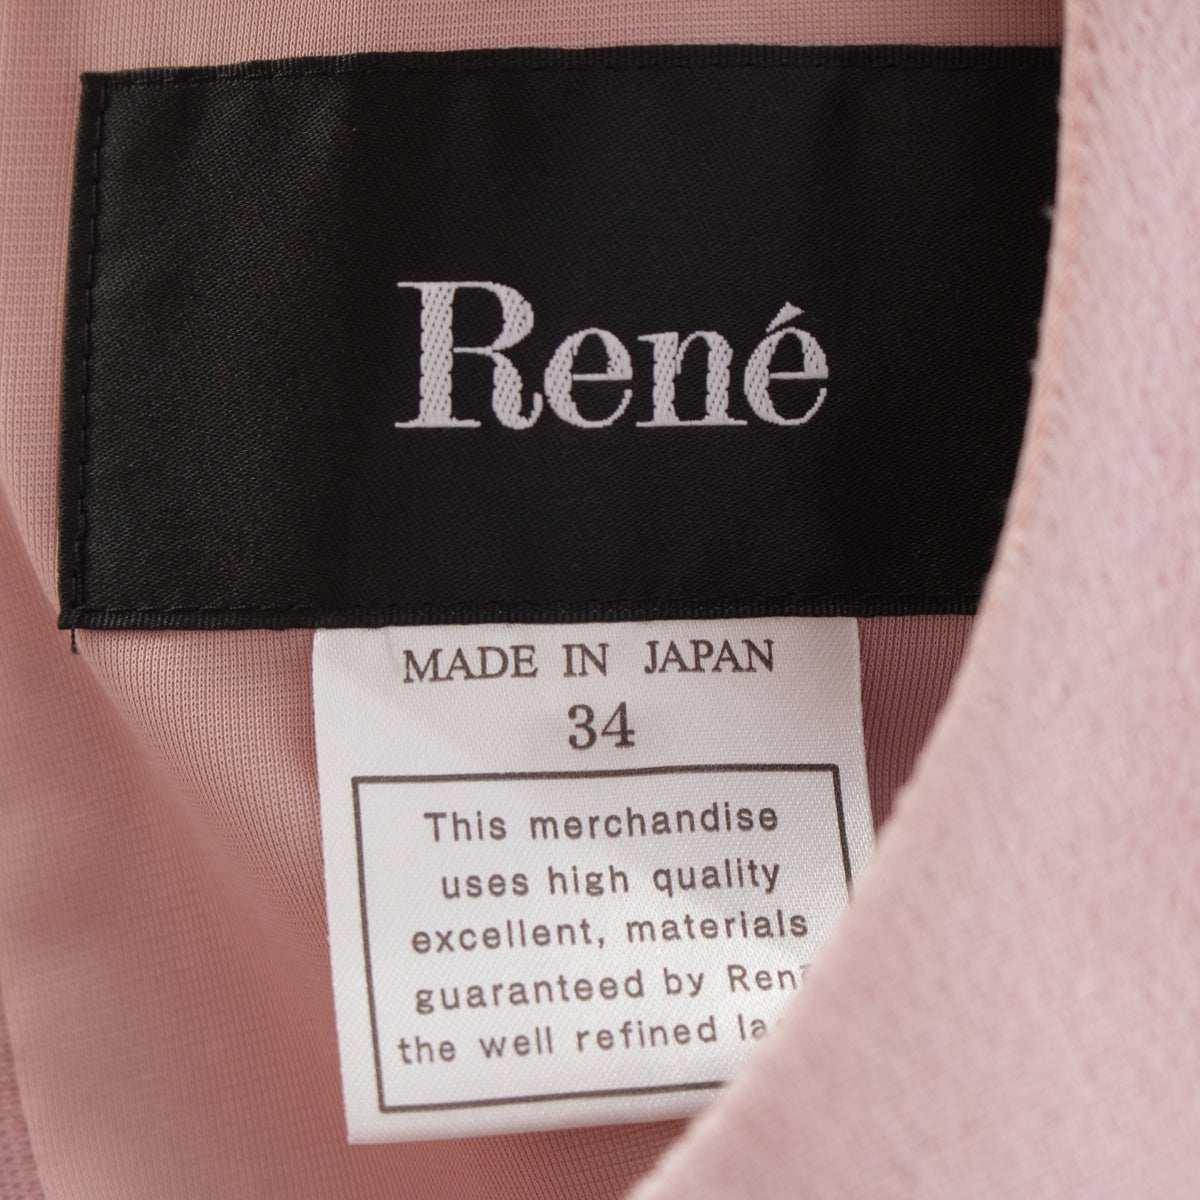 René
MADE IN JAPAN
34
This merchandise
uses high quality
excellent, materials
guaranteed by
the well refined